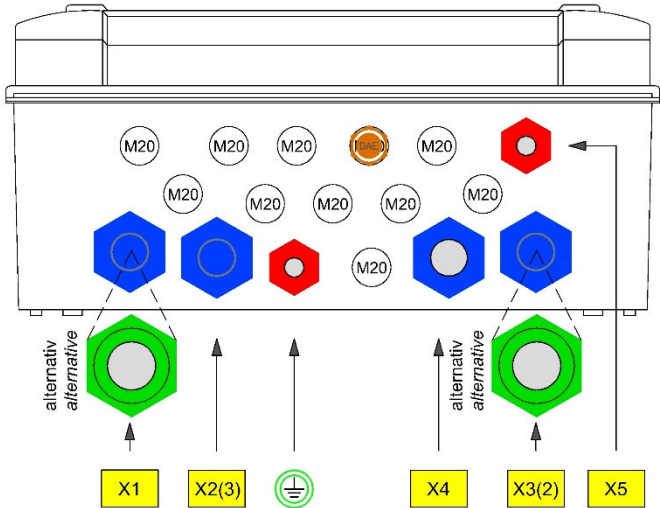 M20 M20 M20 DAE M20
M20 M20 M20 M20 M20
M20
alternativ
alternative
alternativ
alternative
X1 X2(3) X4 X3(2) X5